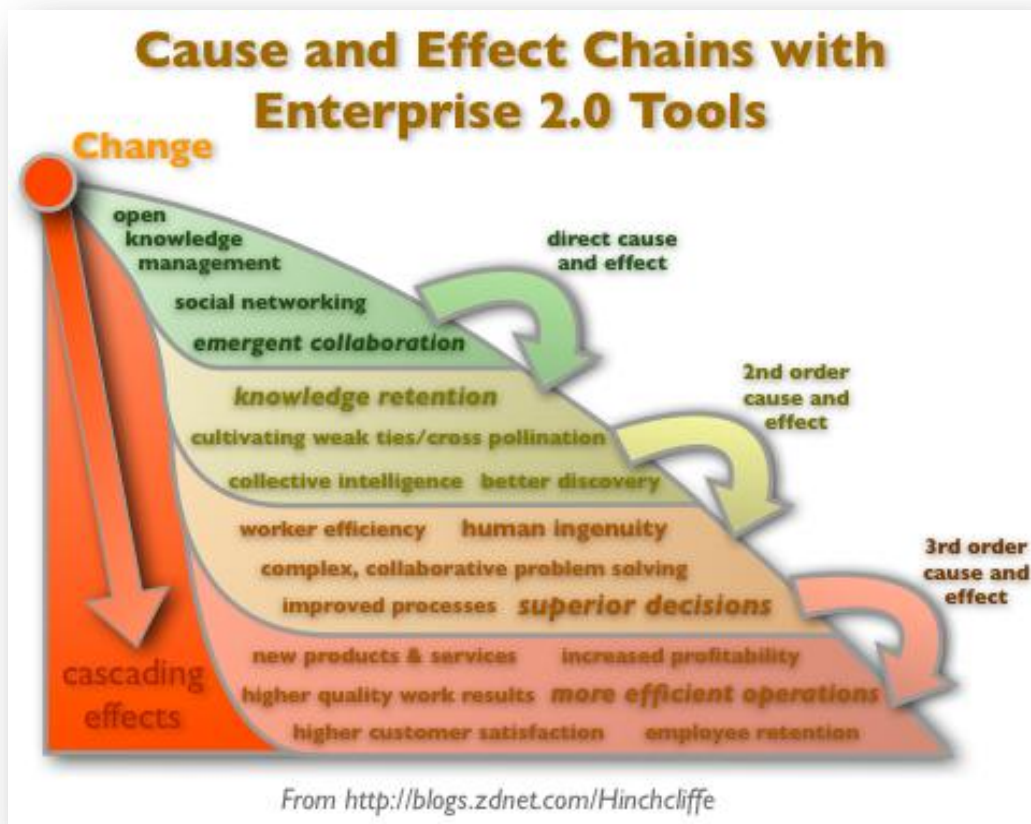 Cause and Effect Chains with
Enterprise 2.0 Tools
Change
open
knowledge
management
social networking
emergent collaboration
direct cause
and effect
knowledge retention
cultivating weak ties/cross pollination
collective intelligence better discovery
2nd order
cause and
effect
worker efficiency human ingenuity
complex, collaborative problem solving
improved processes superior decisions
3rd order
cause and
effect
new products & services increased profitability
higher quality work results more efficient operations
higher customer satisfaction employee retention
cascading
effects
From http://blogs.zdnet.com/Hinchcliffe